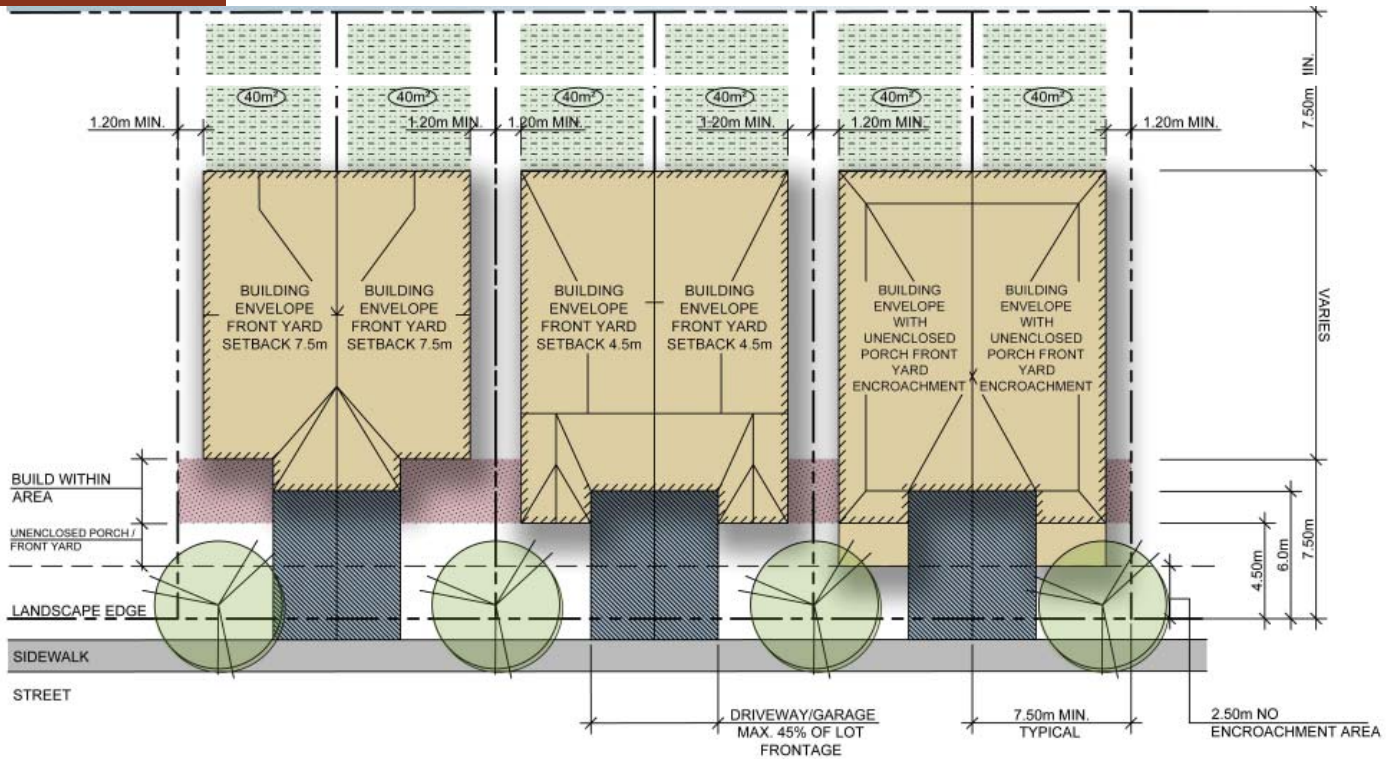 40m²
40m²
40m²
40m²
40m²
40m²
1.20m MIN.
1.20m MIN.
1.20m MIN.
1.20m MIN.
1.20m MIN.
1.20m MIN.
7.50m MIN.
BUILDING
ENVELOPE
FRONT YARD
SETBACK 7.5m
BUILDING
ENVELOPE
FRONT YARD
SETBACK 7.5m
BUILDING
ENVELOPE
FRONT YARD
SETBACK 4.5m
BUILDING
ENVELOPE
FRONT YARD
SETBACK 4.5m
BUILDING
ENVELOPE
WITH
UNENCLOSED
PORCH FRONT
YARD
ENCROACHMENT
BUILDING
ENVELOPE
WITH
UNENCLOSED
PORCH FRONT
YARD
ENCROACHMENT
VARIES
BUILD WITHIN
AREA
UNENCLOSED PORCH /
FRONT YARD
LANDSCAPE EDGE
4.50m
6.0m
7.50m
SIDEWALK
STREET
DRIVEWAY/GARAGE
MAX. 45% OF LOT
FRONTAGE
7.50m MIN.
TYPICAL
2.50m NO
ENCROACHMENT AREA